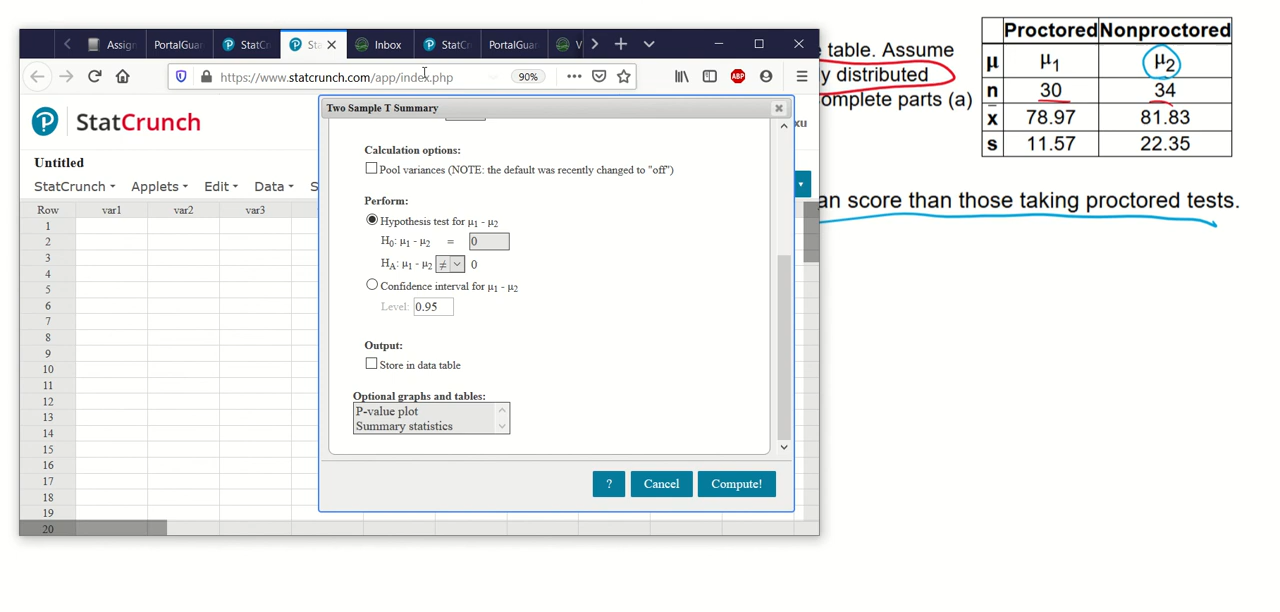 Assign
PortalGua
StatCr
Sta
Inbox
StatC
PortalGua
V
https://www.statcrunch.com/app/index.php
90%
ABP
StatCrunch
Untitled
StatCrunch Applets Edit Data S
Row var1 var2 var3
1
2
3
4
5
6
7
8
9
10
11
12
13
14
15
16
17
18
19
20
Two Sample T Summary
Calculation options:
Pool variances (NOTE: the default was recently changed to "off")
Perform:
Hypothesis test for μ1 - μ2
H0: μ1 - μ2 = 0
HA: μ1 - μ2 ≠ 0
Confidence interval for μ1 - μ2
Level: 0.95
Output:
Store in data table
Optional graphs and tables:
P-value plot
Summary statistics
? Cancel Compute!
xu
e table. Assume
y distributed
omplete parts (a)
Proctored Nonproctored
μ μ1 μ2
n 30 34
x̄ 78.97 81.83
s 11.57 22.35
an score than those taking proctored tests.